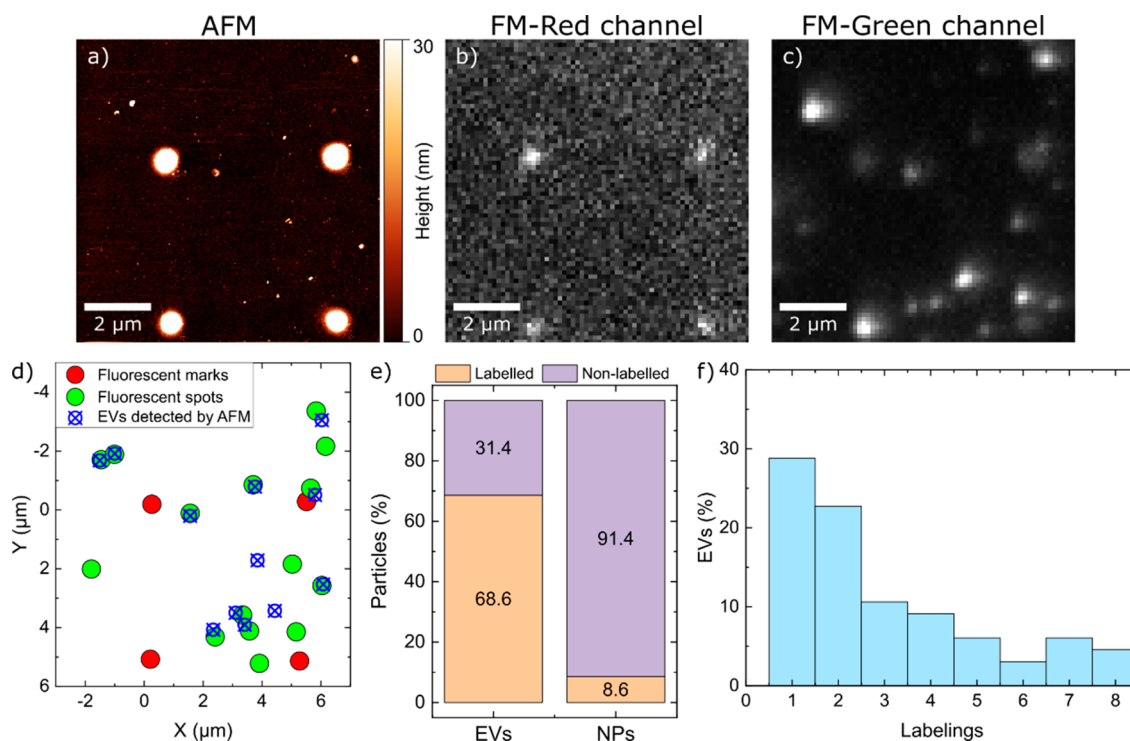 AFM
FM-Red channel
FM-Green channel
a)
b)
c)
30
Height (nm)
0
2 µm
2 µm
2 µm
d)
Fluorescent marks
Fluorescent spots
EVs detected by AFM
-4
-2
0
2
4
6
Y (µm)
-2
0
2
4
6
X (µm)
e)
Labelled
Non-labelled
100
80
60
40
20
0
Particles (%)
31.4
68.6
91.4
8.6
EVs
NPs
f)
40
30
20
10
0
EVs (%)
0
1
2
3
4
5
6
7
8
Labelings